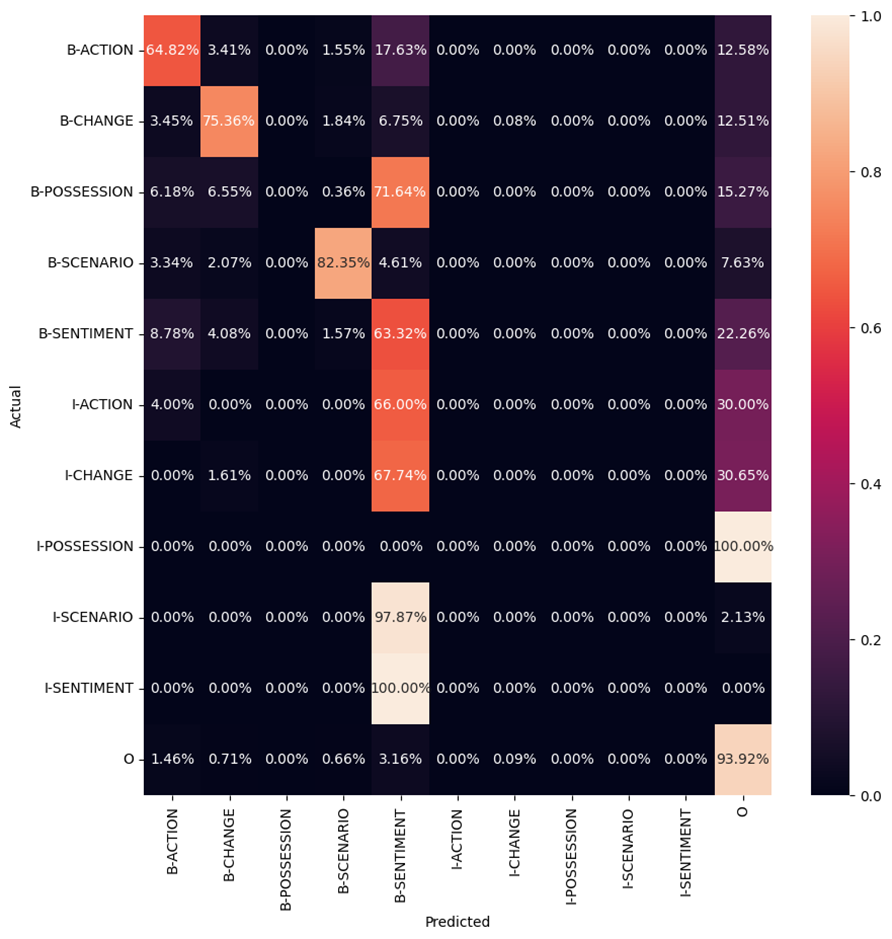 B-ACTION 64.82% 3.41% 0.00% 1.55% 17.63% 0.00% 0.00% 0.00% 0.00% 0.00% 12.58%
B-CHANGE 3.45% 75.36% 0.00% 1.84% 6.75% 0.00% 0.08% 0.00% 0.00% 0.00% 12.51%
B-POSSESSION 6.18% 6.55% 0.00% 0.36% 71.64% 0.00% 0.00% 0.00% 0.00% 0.00% 15.27%
B-SCENARIO 3.34% 2.07% 0.00% 82.35% 4.61% 0.00% 0.00% 0.00% 0.00% 0.00% 7.63%
B-SENTIMENT 8.78% 4.08% 0.00% 1.57% 63.32% 0.00% 0.00% 0.00% 0.00% 0.00% 22.26%
I-ACTION 4.00% 0.00% 0.00% 0.00% 66.00% 0.00% 0.00% 0.00% 0.00% 0.00% 30.00%
I-CHANGE 0.00% 1.61% 0.00% 0.00% 67.74% 0.00% 0.00% 0.00% 0.00% 0.00% 30.65%
I-POSSESSION 0.00% 0.00% 0.00% 0.00% 0.00% 0.00% 0.00% 0.00% 0.00% 0.00% 100.00%
I-SCENARIO 0.00% 0.00% 0.00% 0.00% 97.87% 0.00% 0.00% 0.00% 0.00% 0.00% 2.13%
I-SENTIMENT 0.00% 0.00% 0.00% 0.00% 100.00% 0.00% 0.00% 0.00% 0.00% 0.00% 0.00%
O 1.46% 0.71% 0.00% 0.66% 3.16% 0.00% 0.09% 0.00% 0.00% 0.00% 93.92%
Actual
B-ACTION
B-CHANGE
B-POSSESSION
B-SCENARIO
B-SENTIMENT
I-ACTION
I-CHANGE
I-POSSESSION
I-SCENARIO
I-SENTIMENT
O
Predicted
1.0
0.8
0.6
0.4
0.2
0.0